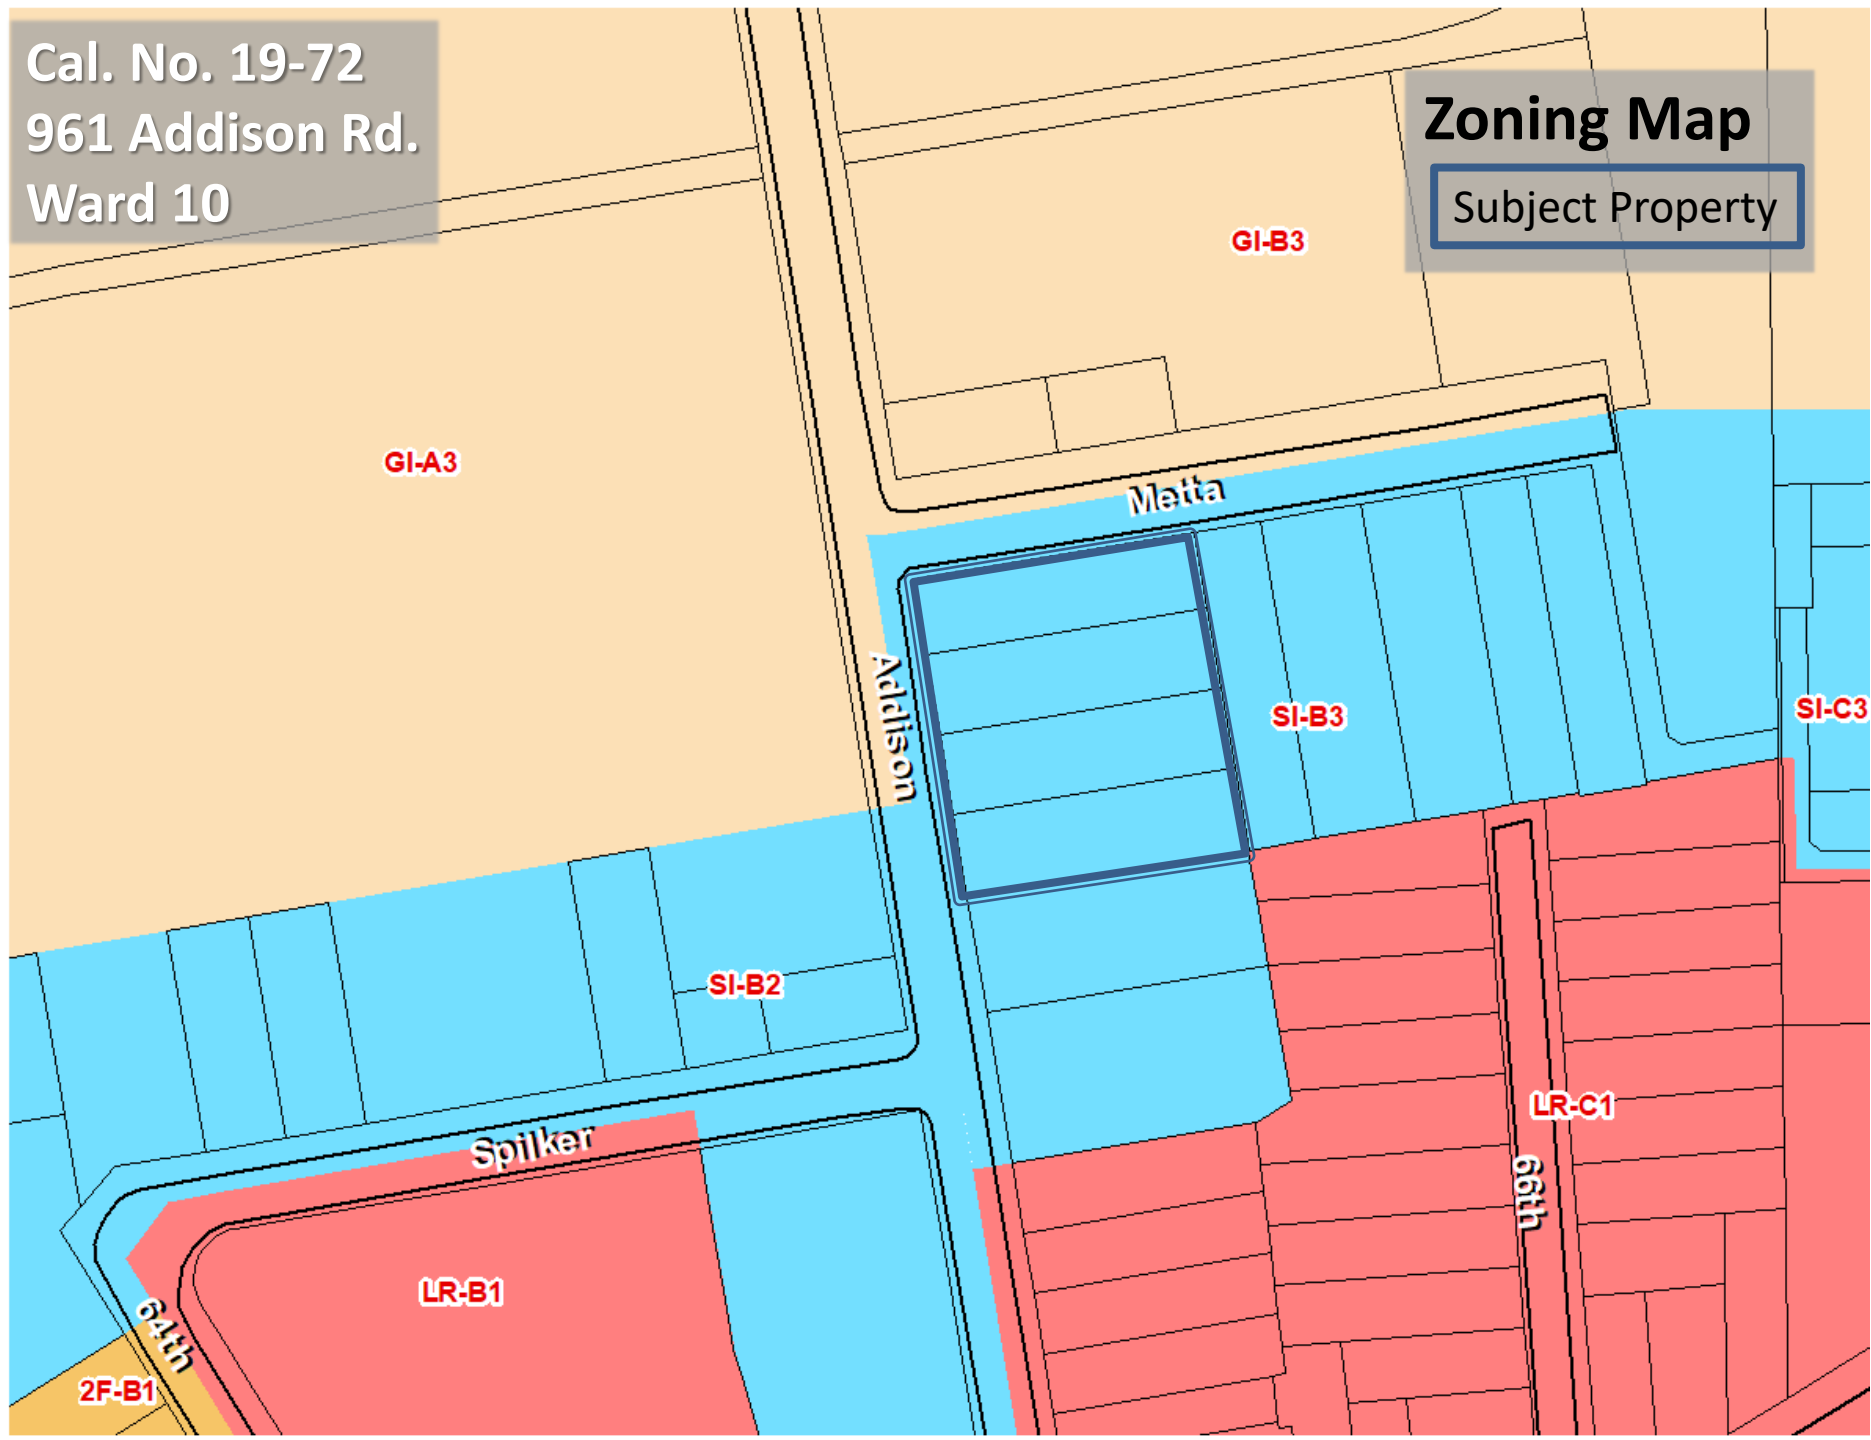 Cal. No. 19-72
961 Addison Rd.
Ward 10
Zoning Map
Subject Property
GI-B3
GI-A3
Metta
Addison
SI-B3
SI-C3
SI-B2
LR-C1
Spilker
66th
LR-B1
64th
2F-B1